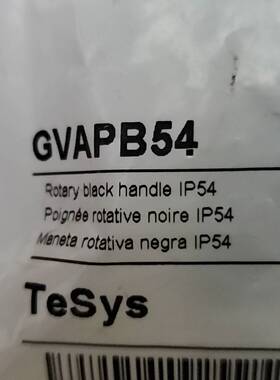 GVAPB54
Rotary black handle IP54
Poignée rotative noire IP54
Maneta rotativa negra IP54
TeSys